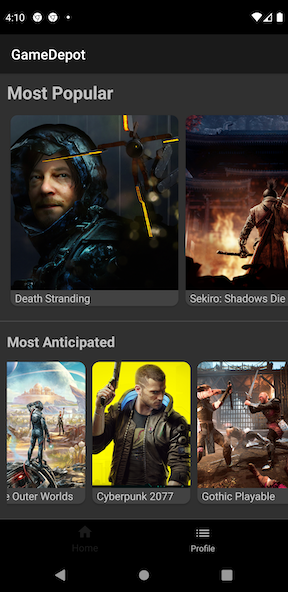 4:10
GameDepot
Most Popular
Death Stranding
Sekiro: Shadows Die
Most Anticipated
e Outer Worlds
Cyberpunk 2077
Gothic Playable
Home
Profile